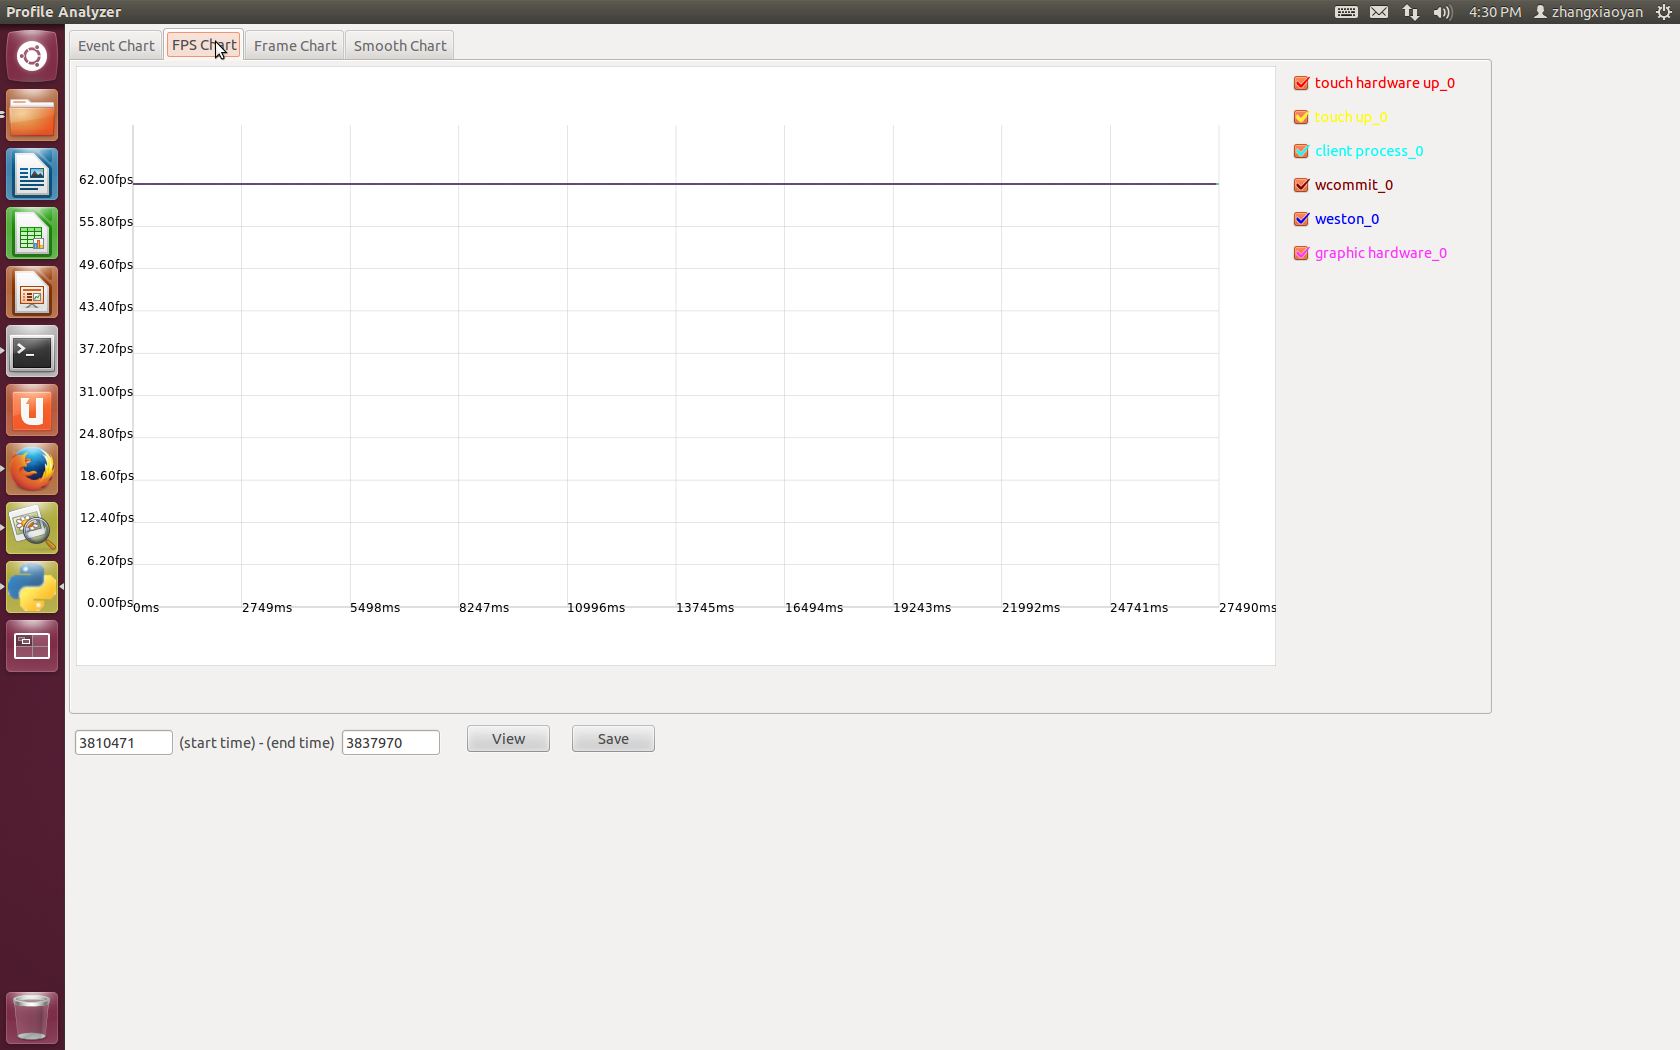 Profile Analyzer
4:30 PM zhangxiaoyan
Event Chart FPS Chart Frame Chart Smooth Chart
touch hardware up_0
touch up_0
client process_0
wcommit_0
weston_0
graphic hardware_0
62.00fps
55.80fps
49.60fps
43.40fps
37.20fps
31.00fps
24.80fps
18.60fps
12.40fps
6.20fps
0.00fps
0ms 2749ms 5498ms 8247ms 10996ms 13745ms 16494ms 19243ms 21992ms 24741ms 27490ms
3810471 (start time) - (end time) 3837970 View Save